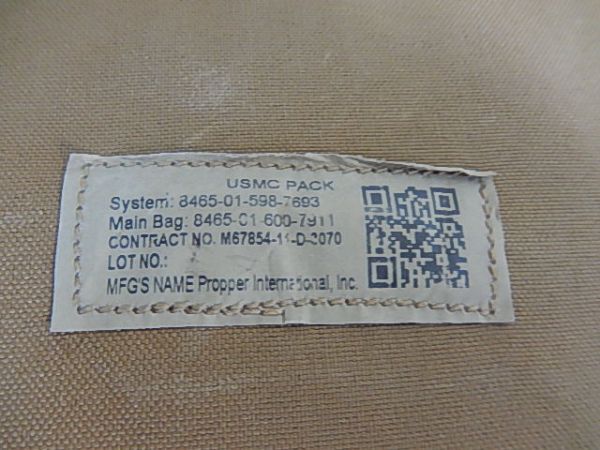 USMC PACK
System: 8465-01-598-7693
Main Bag: 8465-01-600-7911
CONTRACT NO. M67854-11-D-3070
LOT NO.:
MFG'S NAME Propper International, Inc.